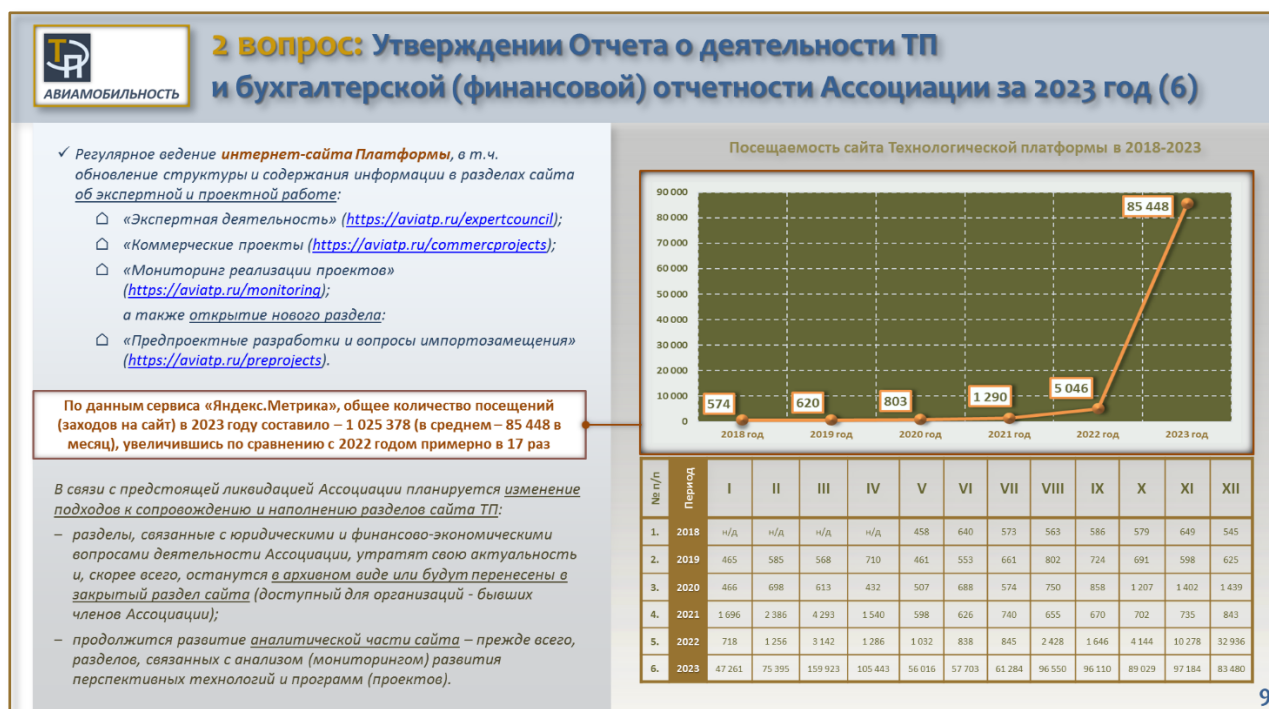 ТП
АВИАМОБИЛЬНОСТЬ
2 вопрос: Утверждении Отчета о деятельности ТП
и бухгалтерской (финансовой) отчетности Ассоциации за 2023 год (6)
✓ Регулярное ведение интернет-сайта Платформы, в т.ч.
обновление структуры и содержания информации в разделах сайта
об экспертной и проектной работе:
«Экспертная деятельность» (https://aviatp.ru/expertcouncil);
«Коммерческие проекты (https://aviatp.ru/commercprojects);
«Мониторинг реализации проектов»
(https://aviatp.ru/monitoring);
а также открытие нового раздела:
«Предпроектные разработки и вопросы импортозамещения»
(https://aviatp.ru/preprojects).
По данным сервиса «Яндекс.Метрика», общее количество посещений
(заходов на сайт) в 2023 году составило – 1 025 378 (в среднем – 85 448 в
месяц), увеличившись по сравнению с 2022 годом примерно в 17 раз
В связи с предстоящей ликвидацией Ассоциации планируется изменение
подходов к сопровождению и наполнению разделов сайта ТП:
– разделы, связанные с юридическими и финансово-экономическими
вопросами деятельности Ассоциации, утратят свою актуальность
и, скорее всего, останутся в архивном виде или будут перенесены в
закрытый раздел сайта (доступный для организаций - бывших
членов Ассоциации);
– продолжится развитие аналитической части сайта – прежде всего,
разделов, связанных с анализом (мониторингом) развития
перспективных технологий и программ (проектов).
Посещаемость сайта Технологической платформы в 2018-2023
90 000
80 000
70 000
60 000
50 000
40 000
30 000
20 000
10 000
0
574
620
803
1 290
5 046
85 448
2018 год 2019 год 2020 год 2021 год 2022 год 2023 год
№ п/п Период I II III IV V VI VII VIII IX X XI XII
1. 2018 н/д н/д н/д н/д 458 640 573 563 586 579 649 545
2. 2019 465 585 568 710 461 553 661 802 724 691 598 625
3. 2020 466 698 613 432 507 688 574 750 858 1 207 1 402 1 439
4. 2021 1 696 2 386 4 293 1 540 598 626 740 655 670 702 735 843
5. 2022 718 1 256 3 142 1 286 1 032 838 845 2 428 1 646 4 144 10 278 32 936
6. 2023 47 261 75 395 159 923 105 443 56 016 57 703 61 284 96 550 96 110 89 029 97 184 83 480
9